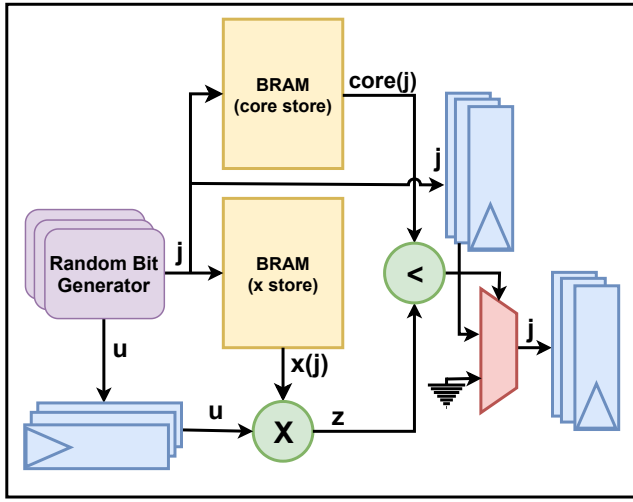 BRAM
(core store)
core(j)
j
Random Bit
Generator
j
BRAM
(x store)
<
j
u
x(j)
u
X
z